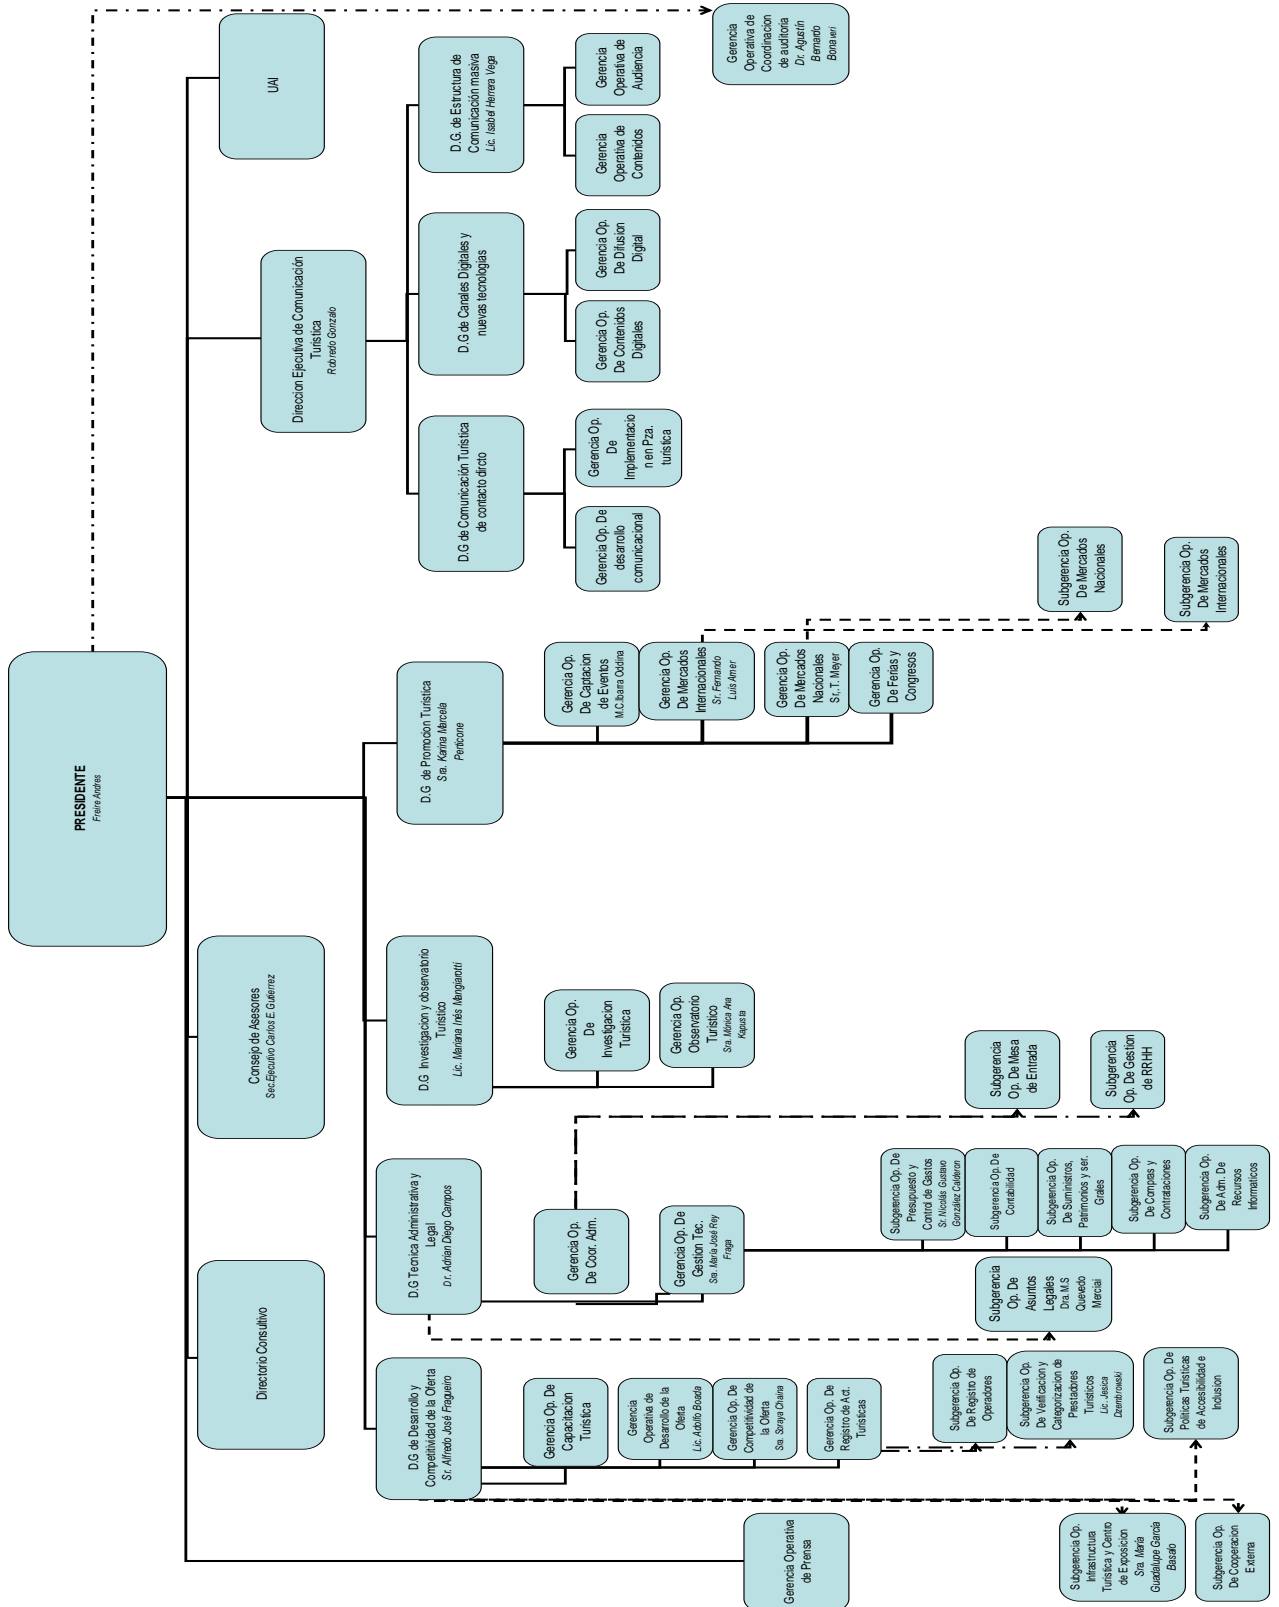 PRESIDENTE
Freire Andres
Directorio Consultivo
Consejo de Asesores
Sec.Ejecutivo Carlos E. Gutierrez
Direccion Ejecutiva de Comunicación
Turistica
Robredo Gonzalo
UAI
Gerencia Operativa
de Prensa
D.G de Desarrollo y
Competitividad de la Oferta
Sr. Alfredo José Fragueiro
D.G Tecnica Administrativa y
Legal
Dr. Adrian Diego Campos
D.G Investigacion y observatorio
Turistico
Lic. Mariana Inés Mangiarotti
D.G de Promocion Turistica
Sra. Karina Marcela
Perticone
D.G de Comunicación Turistica
de contacto dircto
D.G de Canales Digitales y
nuevas tecnologias
D.G. de Estructura de
Comunicación masiva
Lic. Isabel Herrera Vega
Gerencia
Operativa de
Coordinacion
de auditoria
Dr. Agustín
Bernardo
Bonaveri
Gerencia Op. De
Capacitacion
Turistica
Gerencia
Operativa de
Desarrollo de la
Oferta
Lic. Adolfo Boada
Gerencia Op. De
Competitividad de
la Oferta
Sra. Soraya Chaina
Gerencia Op. De
Registro de Act.
Turisticas
Gerencia Op.
De Coor. Adm.
Gerencia Op. De
Gestion Tec.
Sra. María José Rey
Fraga
Gerencia Op.
De
Investigacion
Turistica
Gerencia Op.
Observatorio
Turistico
Sra. Mónica Ana
Kapusta
Gerencia Op.
De Captacion
de Eventos
M.C.Ibarra Oddina
Gerencia Op.
De Mercados
Internacionales
Sr. Fernando
Luis Amer
Gerencia Op.
De Mercados
Nacionales
Sr,. T. Meyer
Gerencia Op.
De Ferias y
Congresos
Gerencia Op. De
desarrollo
comunicacional
Gerencia Op.
De
Implementacio
n en Pza.
turistica
Gerencia Op.
De Contenidos
Digitales
Gerencia Op.
De Difusion
Digital
Gerencia
Operativa de
Contenidos
Gerencia
Operativa de
Audiencia
Subgerencia Op.
Infrastructura
Turistica y Centro
de Exposicion
Sra. María
Guadalupe García
Basalo
Subgerencia Op.
De Cooperacion
Externa
Subgerencia Op.
De Registro de
Operadores
Subgerencia Op.
De Verificacion y
Categorizacion de
Prestadores
Turisticos
Lic. Jesica
Dzembrowski
Subgerencia Op. De
Politicas Turisticas
de Accesibilidad e
Inclusion
Subgerencia
Op. De
Asuntos
Legales
Dra. M.S
Quevedo
Merciai
Subgerencia Op. De
Presupuesto y
Control de Gastos
Sr. Nicolás Gustavo
González Calderon
Subgerencia Op. De
Contabilidad
Subgerencia Op.
De Suministros,
Patrimonios y ser.
Grales
Subgerencia Op.
De Compras y
Contrataciones
Subgerencia Op.
De Adm. De
Recursos
Informaticos
Subgerencia
Op. De Mesa
de Entrada
Subgerencia
Op. De Gestion
de RRHH
Subgerencia Op.
De Mercados
Nacionales
Subgerencia Op.
De Mercados
Internacionales